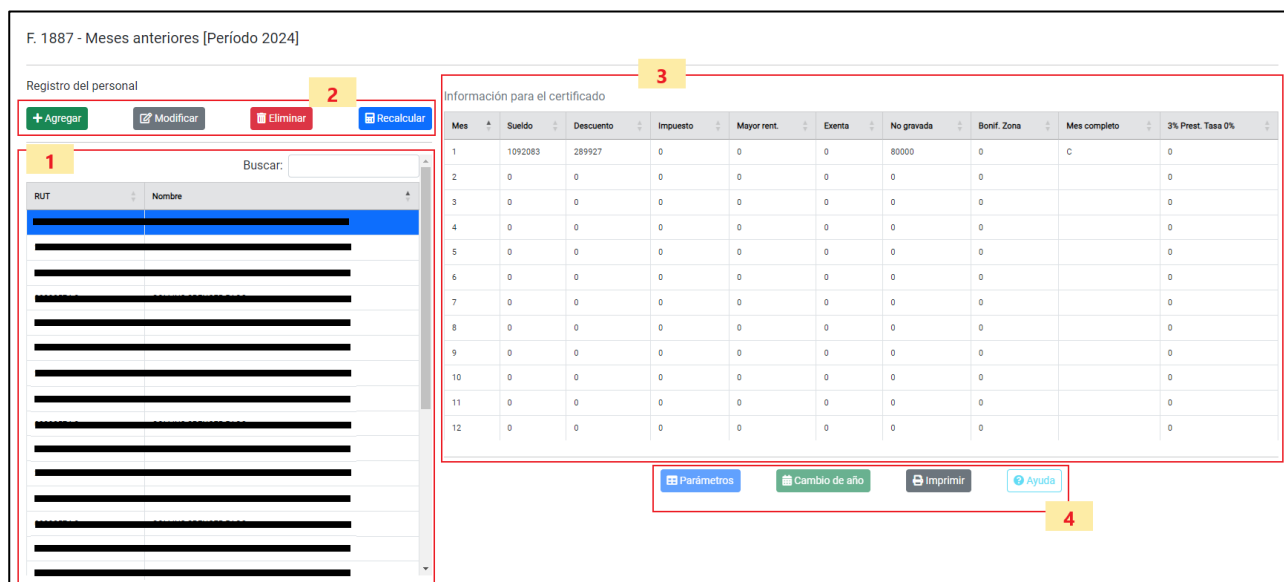 F. 1887 - Meses anteriores [Período 2024]
Registro del personal
2
Agregar Modificar Eliminar Recalcular
1
Buscar:
RUT Nombre
3
Información para el certificado
Mes Sueldo Descuento Impuesto Mayor rent. Exenta No gravada Bonif. Zona Mes completo 3% Prest. Tasa 0%
1 1092083 289927 0 0 0 80000 0 C 0
2 0 0 0 0 0 0 0 0
3 0 0 0 0 0 0 0 0
4 0 0 0 0 0 0 0 0
5 0 0 0 0 0 0 0 0
6 0 0 0 0 0 0 0 0
7 0 0 0 0 0 0 0 0
8 0 0 0 0 0 0 0 0
9 0 0 0 0 0 0 0 0
10 0 0 0 0 0 0 0 0
11 0 0 0 0 0 0 0 0
12 0 0 0 0 0 0 0 0
Parámetros Cambio de año Imprimir Ayuda
4